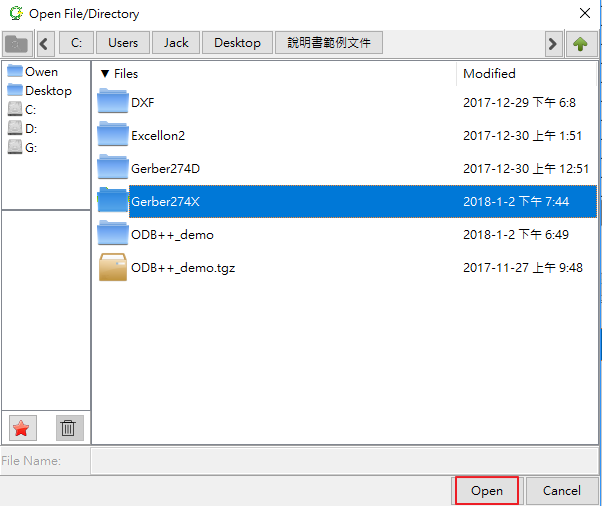 Open File/Directory
C: Users Jack Desktop 說明書範例文件
Owen
Desktop
C:
D:
G:
▼ Files Modified
DXF 2017-12-29 下午 6:8
Excellon2 2017-12-30 上午 1:51
Gerber274D 2017-12-30 上午 12:51
Gerber274X 2018-1-2 下午 7:44
ODB++_demo 2018-1-2 下午 6:49
ODB++_demo.tgz 2017-11-27 上午 9:48
File Name:
Open Cancel